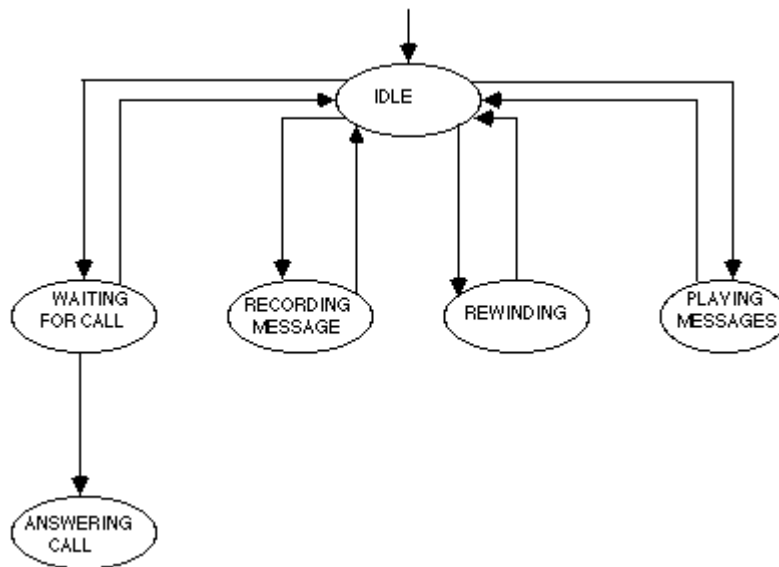 IDLE
WAITING
FOR CALL
RECORDING
MESSAGE
REWINDING
PLAYING
MESSAGES
ANSWERING
CALL